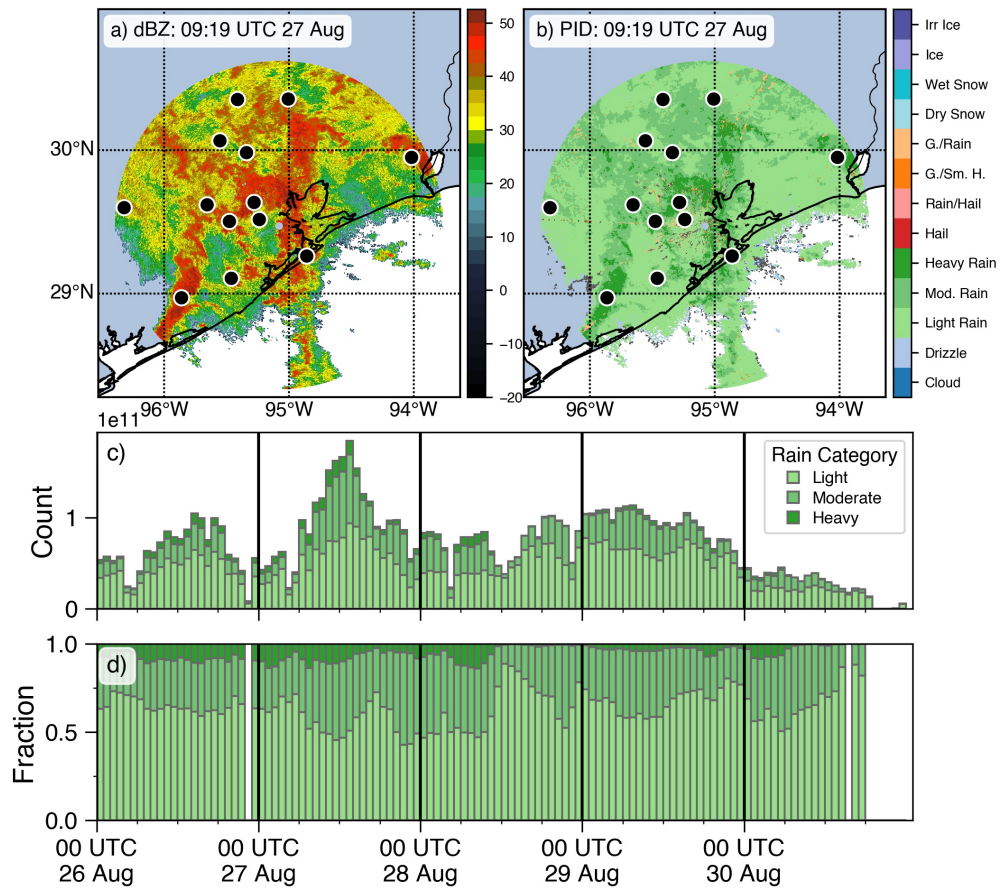 a) dBZ: 09:19 UTC 27 Aug
b) PID: 09:19 UTC 27 Aug
50
40
30
20
10
0
−10
−20
Irr Ice
Ice
Wet Snow
Dry Snow
G./Rain
G./Sm. H.
Rain/Hail
Hail
Heavy Rain
Mod. Rain
Light Rain
Drizzle
Cloud
30°N
29°N
96°W 95°W 94°W
96°W 95°W 94°W
1e11
c)
Count
1
0
Rain Category
Light
Moderate
Heavy
d)
Fraction
1.0
0.5
0.0
00 UTC 00 UTC 00 UTC 00 UTC 00 UTC
26 Aug 27 Aug 28 Aug 29 Aug 30 Aug